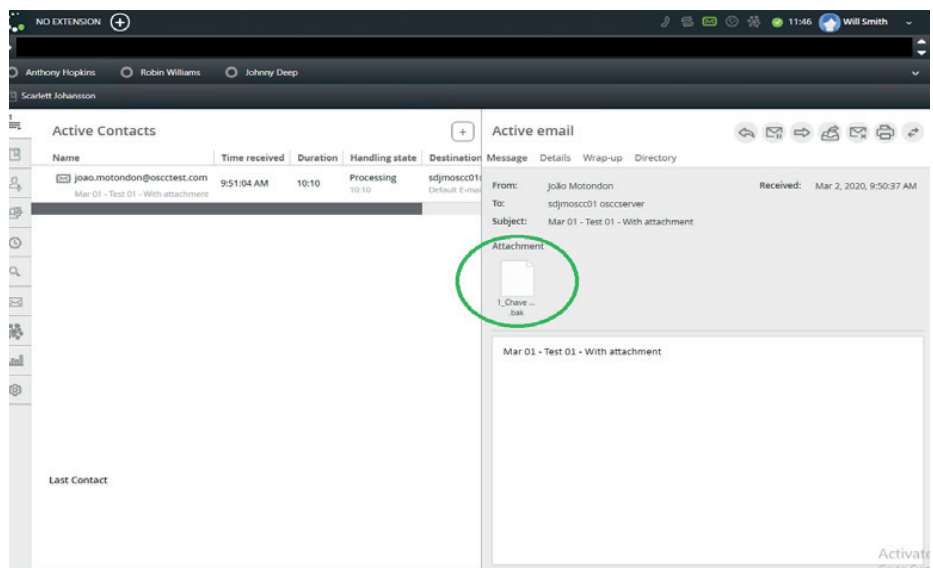 NO EXTENSION
11:46 Will Smith
Anthony Hopkins Robin Williams Johnny Deep
Scarlett Johansson
1
Active Contacts
Name Time received Duration Handling state Destination
joao.motondon@ioscctest.com 9:51:04 AM 10:10 Processing sdjmoscc01
Mar 01 - Test 01 - With attachment 10:10 Default E-mai
Last Contact
Active email
Message Details Wrap-up Directory
From: João Motondon Received: Mar 2, 2020, 9:50:37 AM
To: sdjmoscc01 osccserver
Subject: Mar 01 - Test 01 - With attachment
Attachment
1_Chave ...
.bak
Mar 01 - Test 01 - With attachment
Activate